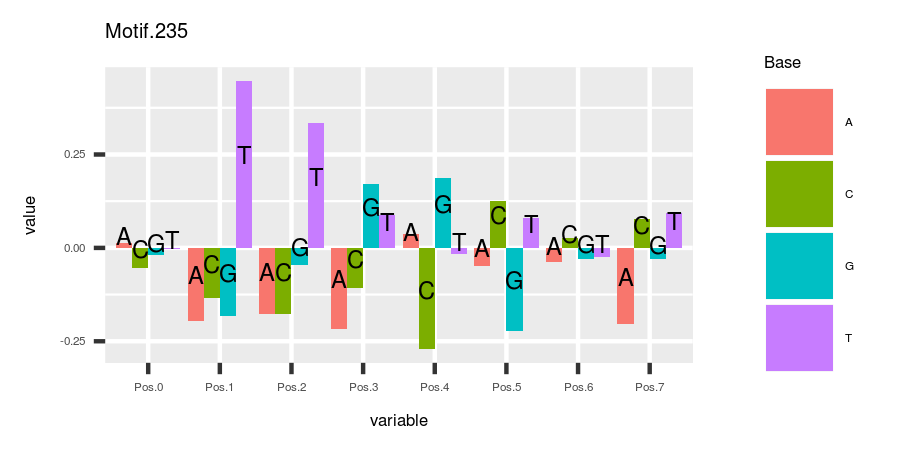 Motif.235
value
0.25
0.00
-0.25
A C G T A C G T A C G T A C G T A C G T A C G T A C G T A C G T
Pos.0 Pos.1 Pos.2 Pos.3 Pos.4 Pos.5 Pos.6 Pos.7
variable
Base
A
C
G
T